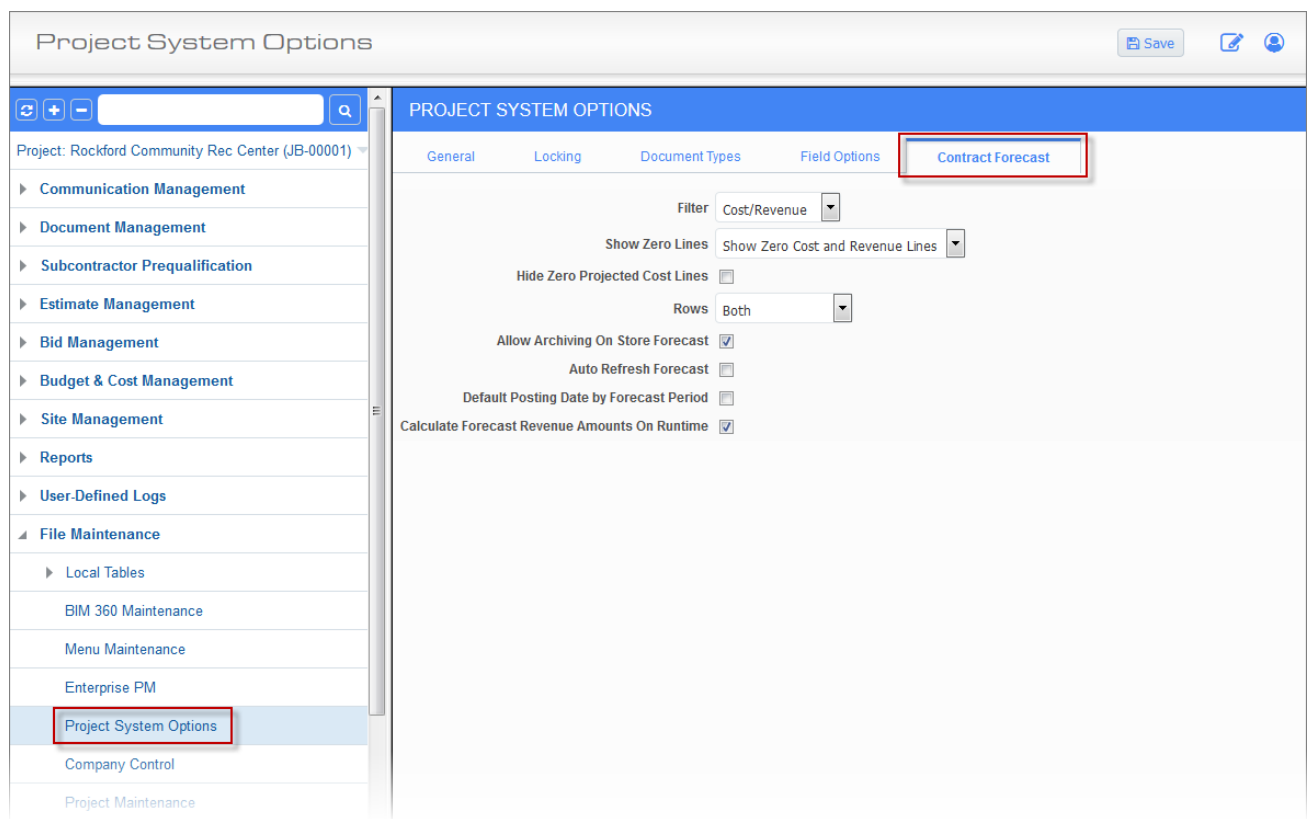 Project System Options
Save
Project: Rockford Community Rec Center (JB-00001)
Communication Management
Document Management
Subcontractor Prequalification
Estimate Management
Bid Management
Budget & Cost Management
Site Management
Reports
User-Defined Logs
File Maintenance
Local Tables
BIM 360 Maintenance
Menu Maintenance
Enterprise PM
Project System Options
Company Control
Project Maintenance
PROJECT SYSTEM OPTIONS
General Locking Document Types Field Options Contract Forecast
Filter Cost/Revenue
Show Zero Lines Show Zero Cost and Revenue Lines
Hide Zero Projected Cost Lines
Rows Both
Allow Archiving On Store Forecast
Auto Refresh Forecast
Default Posting Date by Forecast Period
Calculate Forecast Revenue Amounts On Runtime